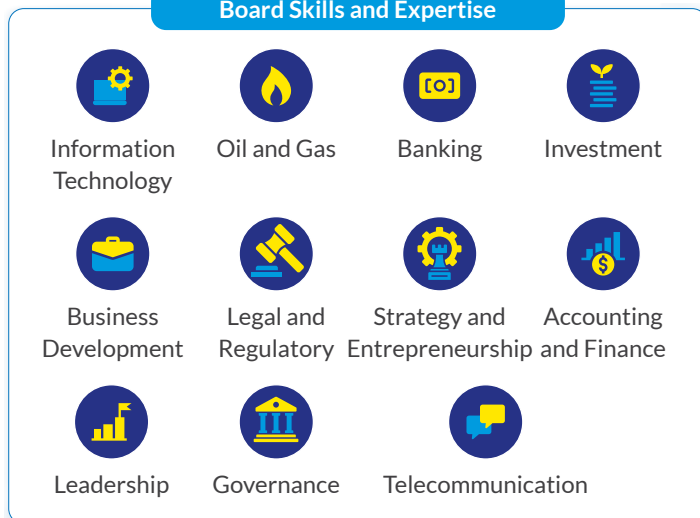 Board Skills and Expertise
Information
Technology
Oil and Gas
Banking
Investment
Business
Development
Legal and
Regulatory
Strategy and
Entrepreneurship
Accounting
and Finance
Leadership
Governance
Telecommunication